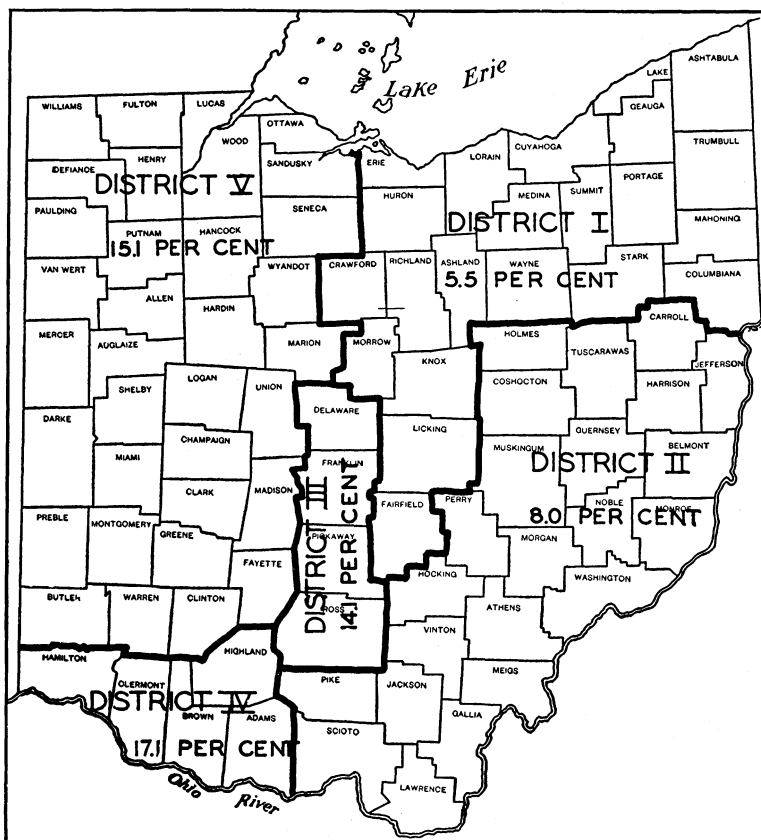 Lake Erie
ASHTABULA
LAKE
GEAUGA
WILLIAMS
FULTON
LUCAS
OTTAWA
WOOD
CUYAHOGA
TRUMBULL
HENRY
DEFIANCE
SANDUSKY
ERIE
LORAIN
PORTAGE
DISTRICT V
HURON
MEDINA
SUMMIT
SENECA
PAULDING
DISTRICT I
MAHONING
PUTNAM
HANCOCK
15.1 PER CENT
STARK
VAN WERT
WYANDOT
CRAWFORD
RICHLAND
ASHLAND
WAYNE
COLUMBIANA
5.5 PER CENT
ALLEN
HARDIN
CARROLL
MERCER
AUGLAIZE
MARION
MORROW
HOLMES
KNOX
TUSCARAWAS
JEFFERSON
LOGAN
UNION
SHELBY
COSHOCTON
HARRISON
DELAWARE
DARKE
LICKING
GUERNSEY
CHAMPAIGN
MUSKINGUM
BELMONT
MIAMI
FRANKLIN
DISTRICT II
CLARK
MADISON
FAIRFIELD
PERRY
NOBLE
MONROE
8.0 PER CENT
PREBLE
MONTGOMERY
GREENE
PICKAWAY
MORGAN
DISTRICT III
14.1 PER CENT
FAYETTE
HOCKING
WASHINGTON
BUTLER
WARREN
CLINTON
ROSS
ATHENS
VINTON
HAMILTON
HIGHLAND
MEIGS
CLERMONT
PIKE
JACKSON
DISTRICT IV
BROWN
ADAMS
GALLIA
SCIOTO
17.1 PER CENT
LAWRENCE
Ohio River